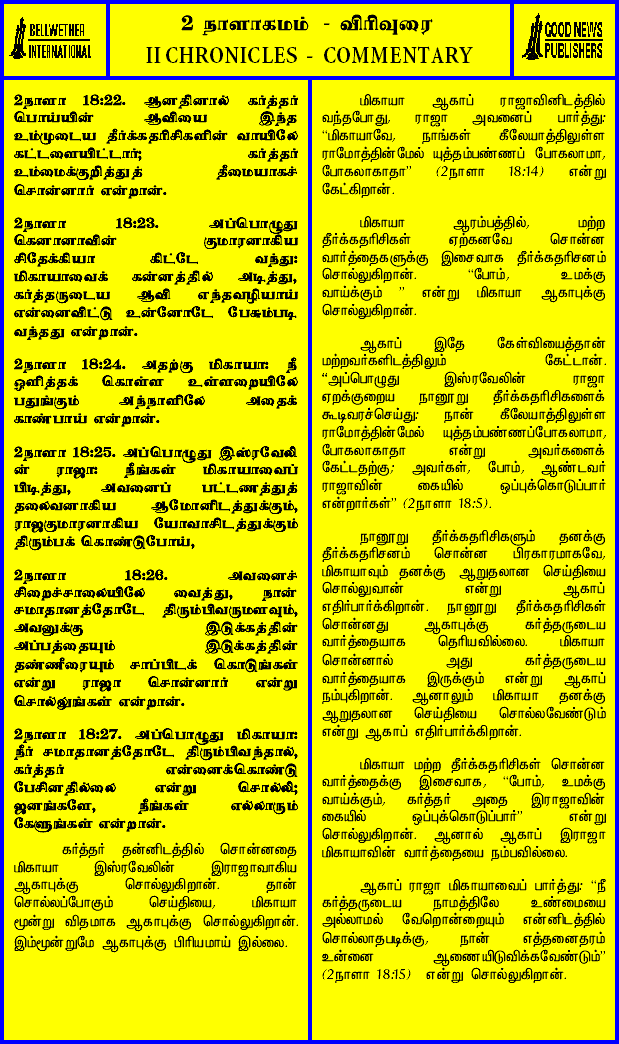 BELLWETHER
INTERNATIONAL
2 நாளாகமம் - விரிவுரை
II CHRONICLES - COMMENTARY
GOOD NEWS
PUBLISHERS
2நாளா 18:22. ஆனதினால் கர்த்தர்
பொய்யின் ஆவியை இந்த
உம்முடைய தீர்க்கதரிசிகளின் வாயிலே
கட்டளையிட்டார்; கர்த்தர்
உம்மைக்குறித்துத் தீமையாகச்
சொன்னார் என்றான்.
2நாளா 18:23. அப்பொழுது
கெனானாவின் குமாரனாகிய
சிதேக்கியா கிட்டே வந்து:
மிகாயாவைக் கன்னத்தில் அடித்து,
கர்த்தருடைய ஆவி எந்தவழியாய்
என்னைவிட்டு உன்னோடே பேசும்படி
வந்தது என்றான்.
2நாளா 18:24. அதற்கு மிகாயா: நீ
ஒளித்துக் கொள்ள உள்ளறையிலே
பதுங்கும் அந்நாளிலே அதைக்
காண்பாய் என்றான்.
2நாளா 18:25. அப்பொழுது இஸ்ரவேலி
ன் ராஜா: நீங்கள் மிகாயாவைப்
பிடித்து, அவனைப் பட்டணத்துத்
தலைவனாகிய ஆமோனிடத்துக்கும்,
ராஜகுமாரனாகிய யோவாசிடத்துக்கும்
திரும்பக் கொண்டுபோய்,
2நாளா 18:26. அவனைச்
சிறைச்சாலையிலே வைத்து, நான்
சமாதானத்தோடே திரும்பிவருமளவும்,
அவனுக்கு இடுக்கத்தின்
அப்பத்தையும் இடுக்கத்தின்
தண்ணீரையும் சாப்பிடக் கொடுங்கள்
என்று ராஜா சொன்னார் என்று
சொல்லுங்கள் என்றான்.
2நாளா 18:27. அப்பொழுது மிகாயா:
நீர் சமாதானத்தோடே திரும்பிவந்தால்,
கர்த்தர் என்னைக்கொண்டு
பேசினதில்லை என்று சொல்லி;
ஜனங்களே, நீங்கள் எல்லாரும்
கேளுங்கள் என்றான்.
கர்த்தர் தன்னிடத்தில் சொன்னதை
மிகாயா இஸ்ரவேலின் இராஜாவாகிய
ஆகாபுக்கு சொல்லுகிறான். தான்
சொல்லப்போகும் செய்தியை, மிகாயா
மூன்று விதமாக ஆகாபுக்கு சொல்லுகிறான்.
இம்மூன்றுமே ஆகாபுக்கு பிரியமாய் இல்லை.
மிகாயா ஆகாப் ராஜாவினிடத்தில்
வந்தபோது, ராஜா அவனைப் பார்த்து:
“மிகாயாவே, நாங்கள் கீலேயாத்திலுள்ள
ராமோத்தின்மேல் யுத்தம்பண்ணப் போகலாமா,
போகலாகாதா” (2நாளா 18:14) என்று
கேட்கிறான்.
மிகாயா ஆரம்பத்தில், மற்ற
தீர்க்கதரிசிகள் ஏற்கனவே சொன்ன
வார்த்தைகளுக்கு இசைவாக தீர்க்கதரிசனம்
சொல்லுகிறான். “போம், உமக்கு
வாய்க்கும் ” என்று மிகாயா ஆகாபுக்கு
சொல்லுகிறான்.
ஆகாப் இதே கேள்வியைத்தான்
மற்றவர்களிடத்திலும் கேட்டான்.
“அப்பொழுது இஸ்ரவேலின் ராஜா
ஏறக்குறைய நானூறு தீர்க்கதரிசிகளைக்
கூடிவரச்செய்து: நான் கீலேயாத்திலுள்ள
ராமோத்தின்மேல் யுத்தம்பண்ணப்போகலாமா,
போகலாகாதா என்று அவர்களைக்
கேட்டதற்கு; அவர்கள், போம், ஆண்டவர்
ராஜாவின் கையில் ஒப்புக்கொடுப்பார்
என்றார்கள்” (2நாளா 18:5).
நானூறு தீர்க்கதரிசிகளும் தனக்கு
தீர்க்கதரிசனம் சொன்ன பிரகாரமாகவே,
மிகாயாவும் தனக்கு ஆறுதலான செய்தியை
சொல்லுவான் என்று ஆகாப்
எதிர்பார்க்கிறான். நானூறு தீர்க்கதரிசிகள்
சொன்னது ஆகாபுக்கு கர்த்தருடைய
வார்த்தையாக தெரியவில்லை. மிகாயா
சொன்னால் அது கர்த்தருடைய
வார்த்தையாக இருக்கும் என்று ஆகாப்
நம்புகிறான். ஆனாலும் மிகாயா தனக்கு
ஆறுதலான செய்தியை சொல்லவேண்டும்
என்று ஆகாப் எதிர்பார்க்கிறான்.
மிகாயா மற்ற தீர்க்கதரிசிகள் சொன்ன
வார்த்தைக்கு இசைவாக, “போம், உமக்கு
வாய்க்கும், கர்த்தர் அதை இராஜாவின்
கையில் ஒப்புக்கொடுப்பார்” என்று
சொல்லுகிறான். ஆனால் ஆகாப் இராஜா
மிகாயாவின் வார்த்தையை நம்பவில்லை.
ஆகாப் ராஜா மிகாயாவைப் பார்த்து: “நீ
கர்த்தருடைய நாமத்திலே உண்மையை
அல்லாமல் வேறொன்றையும் என்னிடத்தில்
சொல்லாதபடிக்கு, நான் எத்தனைதரம்
உன்னை ஆணையிடுவிக்கவேண்டும்”
(2நாளா 18:15) என்று சொல்லுகிறான்.